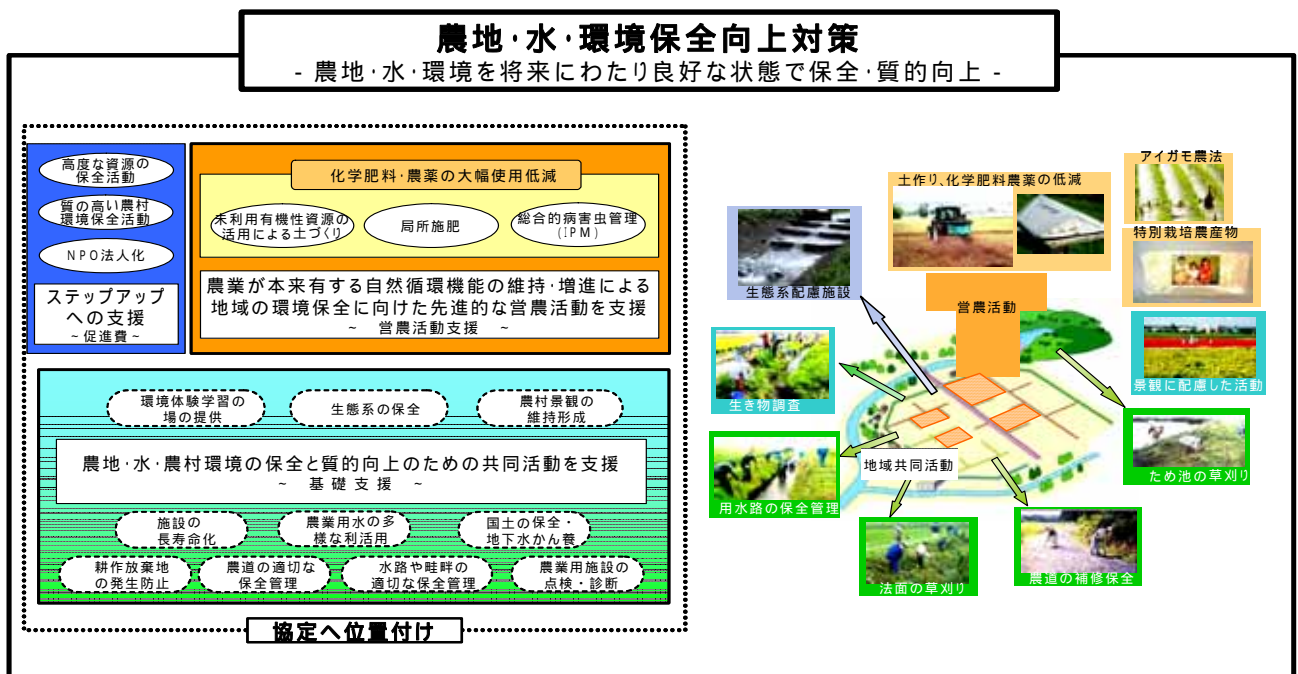 農地・水・環境保全向上対策
- 農地・水・環境を将来にわたり良好な状態で保全・質的向上 -
高度な資源の
保全活動
質の高い農村
環境保全活動
NPO法人化
ステップアップ
への支援
~ 促進費 ~
化学肥料・農薬の大幅使用低減
未利用有機性資源の
活用による土づくり
局所施肥
総合的病害虫管理
(IPM)
農業が本来有する自然循環機能の維持・増進による
地域の環境保全に向けた先進的な営農活動を支援
~ 営農活動支援 ~
環境体験学習の
場の提供
生態系の保全
農村景観の
維持形成
農地・水・農村環境の保全と質的向上のための共同活動を支援
~ 基礎支援 ~
施設の
長寿命化
農業用水の多
様な利活用
国土の保全・
地下水かん養
耕作放棄地
の発生防止
農道の適切な
保全管理
水路や畦畔の
適切な保全管理
農業用施設の
点検・診断
協定へ位置付け
アイガモ農法
土作り、化学肥料農薬の低減
特別栽培農産物
生態系配慮施設
営農活動
景観に配慮した活動
生き物調査
地域共同活動
ため池の草刈り
用水路の保全管理
農道の補修保全
法面の草刈り